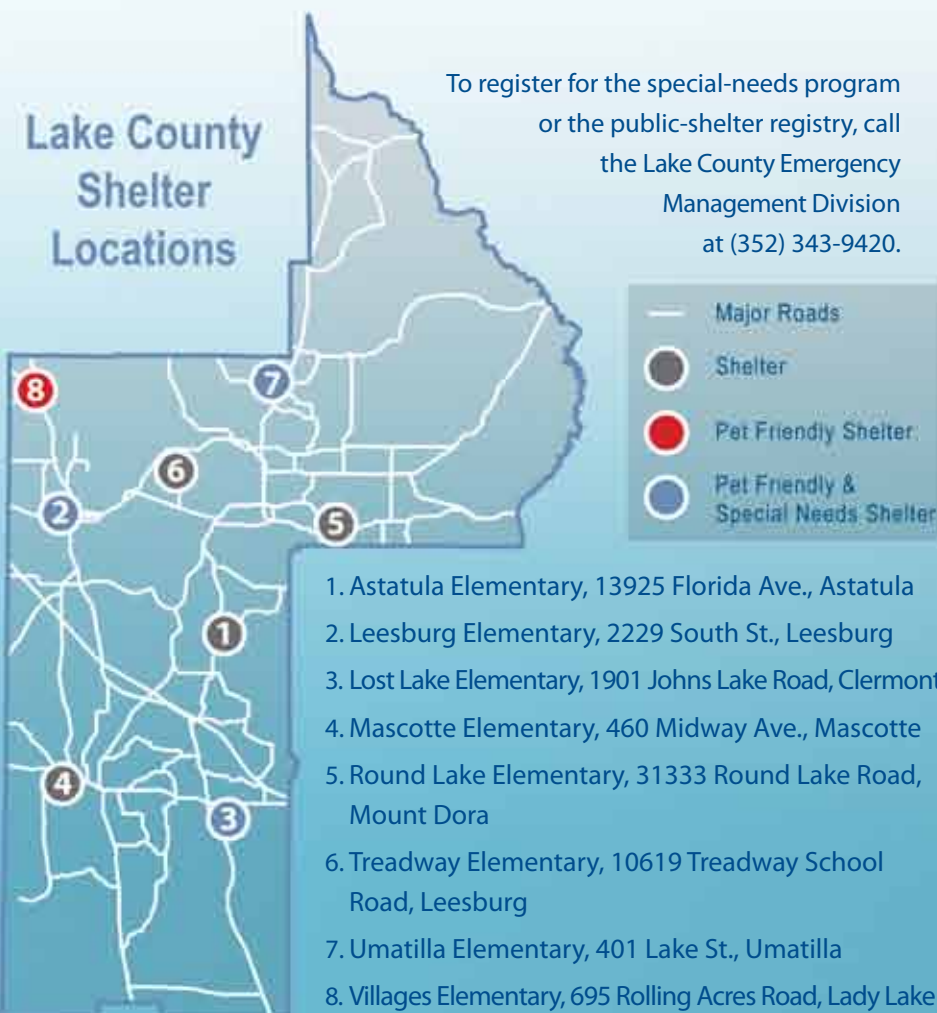 Lake County
Shelter
Locations
To register for the special-needs program
or the public-shelter registry, call
the Lake County Emergency
Management Division
at (352) 343-9420.
Major Roads
Shelter
Pet Friendly Shelter
Pet Friendly &
Special Needs Shelter
8
7
6
2
5
1
4
3
1. Astatula Elementary, 13925 Florida Ave., Astatula
2. Leesburg Elementary, 2229 South St., Leesburg
3. Lost Lake Elementary, 1901 Johns Lake Road, Clermont
4. Mascotte Elementary, 460 Midway Ave., Mascotte
5. Round Lake Elementary, 31333 Round Lake Road,
Mount Dora
6. Treadway Elementary, 10619 Treadway School
Road, Leesburg
7. Umatilla Elementary, 401 Lake St., Umatilla
8. Villages Elementary, 695 Rolling Acres Road, Lady Lake